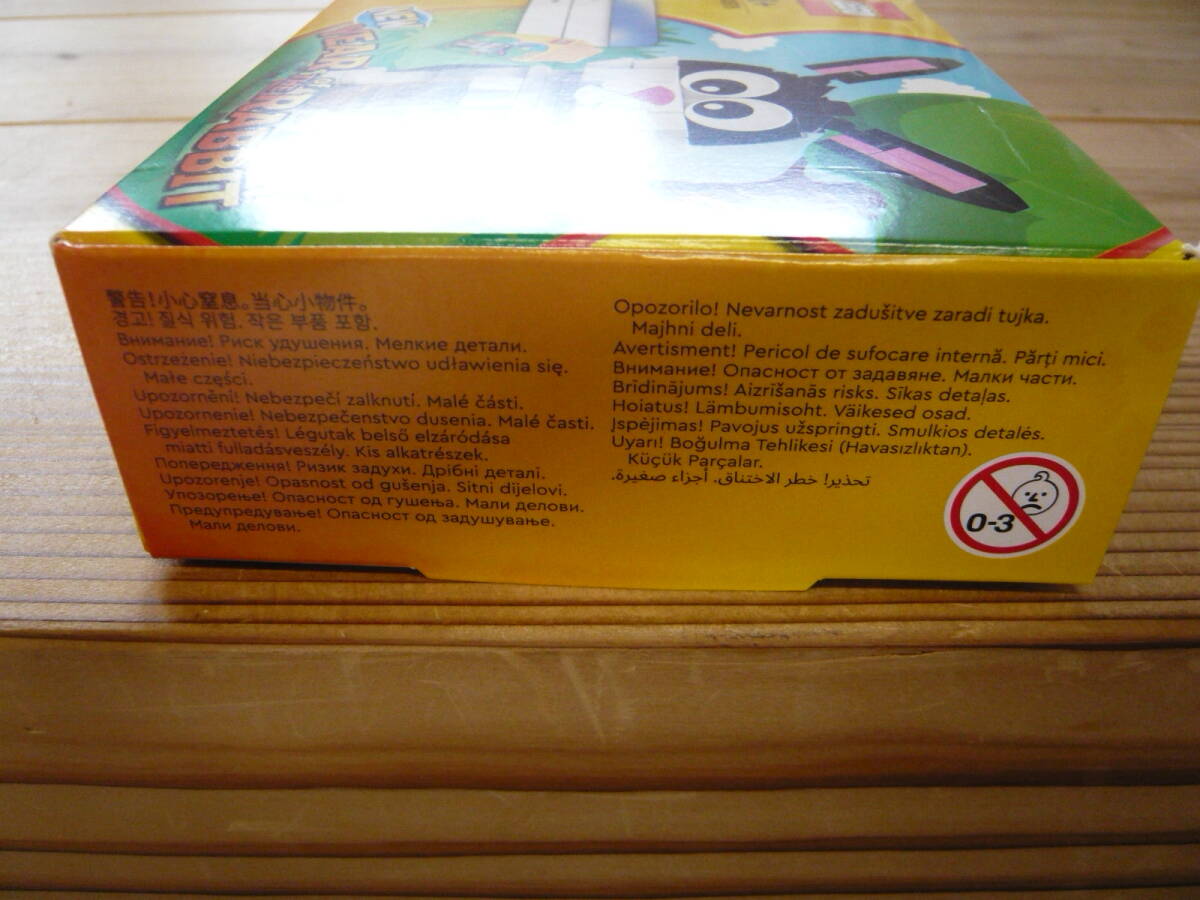 YEAR OF THE
RABBIT
警告!小心窒息。当心小物件。
경고! 질식 위험. 작은 부품 포함.
Внимание! Риск удушения. Мелкие детали.
Ostrzeżenie! Niebezpieczeństwo udławienia się.
Małe części.
Upozornění! Nebezpečí zalknutí. Malé části.
Upozornenie! Nebezpečenstvo dusenia. Malé časti.
Figyelmeztetés! Légutak belső elzáródása
miatti fulladásveszély. Kis alkatrészek.
Попередження! Ризик задухи. Дрібні деталі.
Upozorenje! Opasnost od gušenja. Sitni dijelovi.
Упозорење! Опасност од гушења. Мали делови.
Предупредување! Опасност од задушување.
Мали делови.
Opozorilo! Nevarnost zadušitve zaradi tujka.
Majhni deli.
Avertisment! Pericol de sufocare internă. Părți mici.
Внимание! Опасност от задавяне. Малки части.
Brīdinājums! Aizrīšanās risks. Sīkas detaļas.
Hoiatus! Lämbumisoht. Väikesed osad.
Įspėjimas! Pavojus užspringti. Smulkios detalės.
Uyarı! Boğulma Tehlikesi (Havasızlıktan).
Küçük Parçalar.
تحذير! خطر الاختناق. أجزاء صغيرة.
0-3